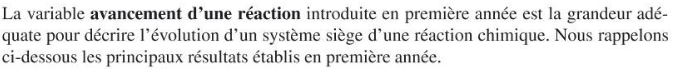 La variable avancement d'une réaction introduite en première année est la grandeur adé-
quate pour décrire l'évolution d'un système siège d'une réaction chimique. Nous rappelons
ci-dessous les principaux résultats établis en première année.